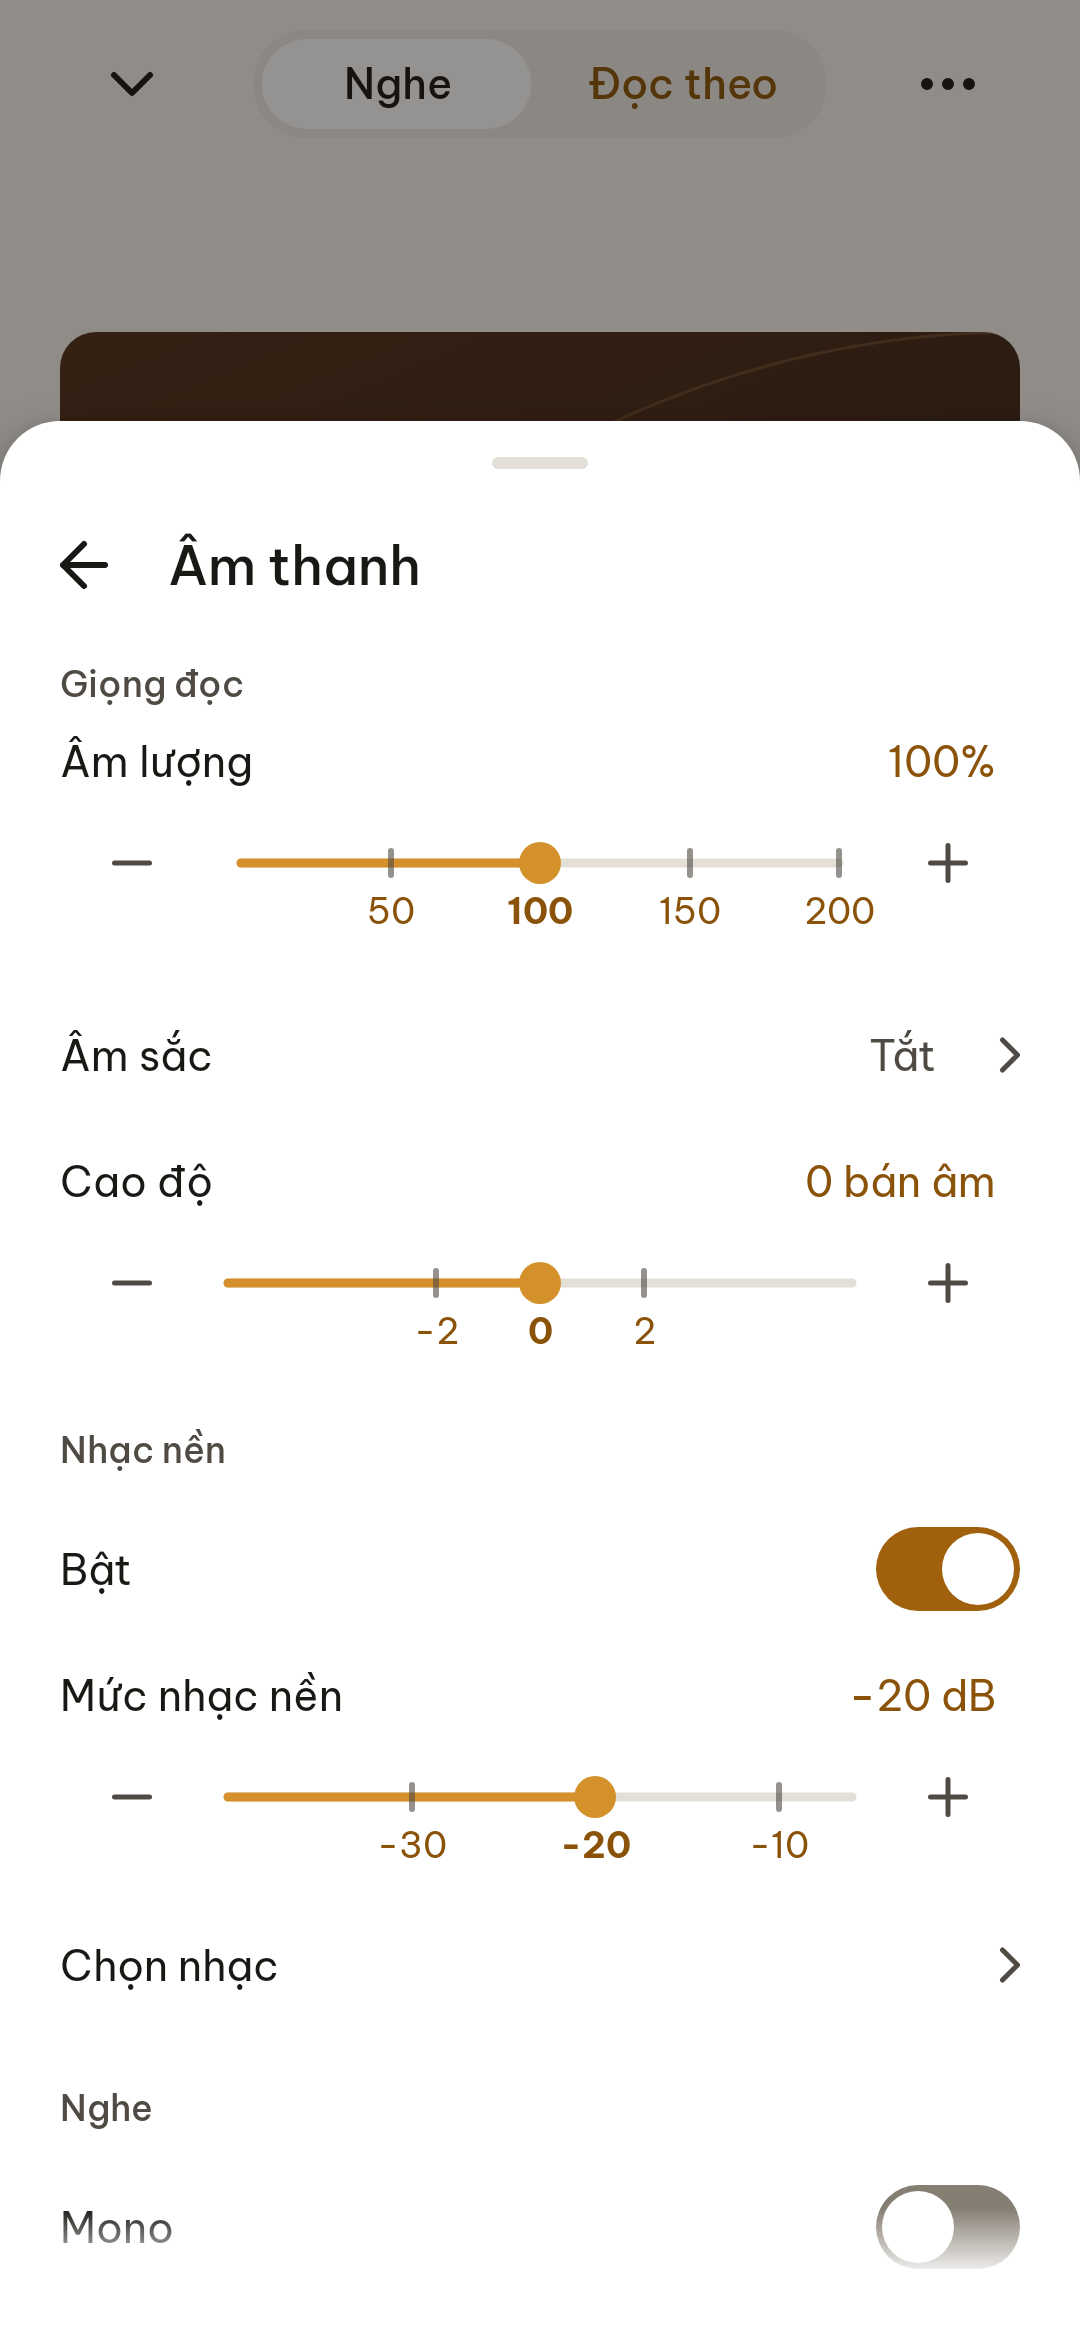 Nghe
Đọc theo
Âm thanh
Giọng đọc
Âm lượng
100%
50
100
150
200
Âm sắc
Tắt
Cao độ
0 bán âm
-2
0
2
Nhạc nền
Bật
Mức nhạc nền
-20 dB
-30
-20
-10
Chọn nhạc
Nghe
Mono